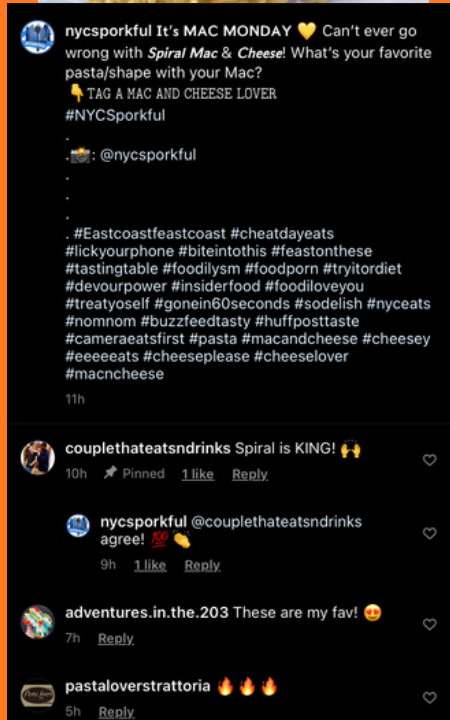 nycsporkful It's MAC MONDAY 💛 Can't ever go
wrong with Spiral Mac & Cheese! What's your favorite
pasta/shape with your Mac?
👇TAG A MAC AND CHEESE LOVER
#NYCSporkful
.
.📸: @nycsporkful
.
.
.
. #Eastcoastfeastcoast #cheatdayeats
#lickyourphone #biteintothis #feastonthese
#tastingtable #foodilysm #foodporn #tryitordiet
#devourpower #insiderfood #foodiloveyou
#treatyoself #gonein60seconds #sodelish #nyceats
#nomnom #buzzfeedtasty #huffposttaste
#cameraeatsfirst #pasta #macandcheese #cheesey
#eeeeeats #cheeseplease #cheeselover
#macncheese
11h
couplethateatsndrinks Spiral is KING! 🙌
10h Pinned 1 like Reply
nycsporkful @couplethateatsndrinks
agree! 💯 👏
9h 1 like Reply
adventures.in.the.203 These are my fav! 😍
7h Reply
pastaloverstrattoria 🔥🔥🔥
5h Reply